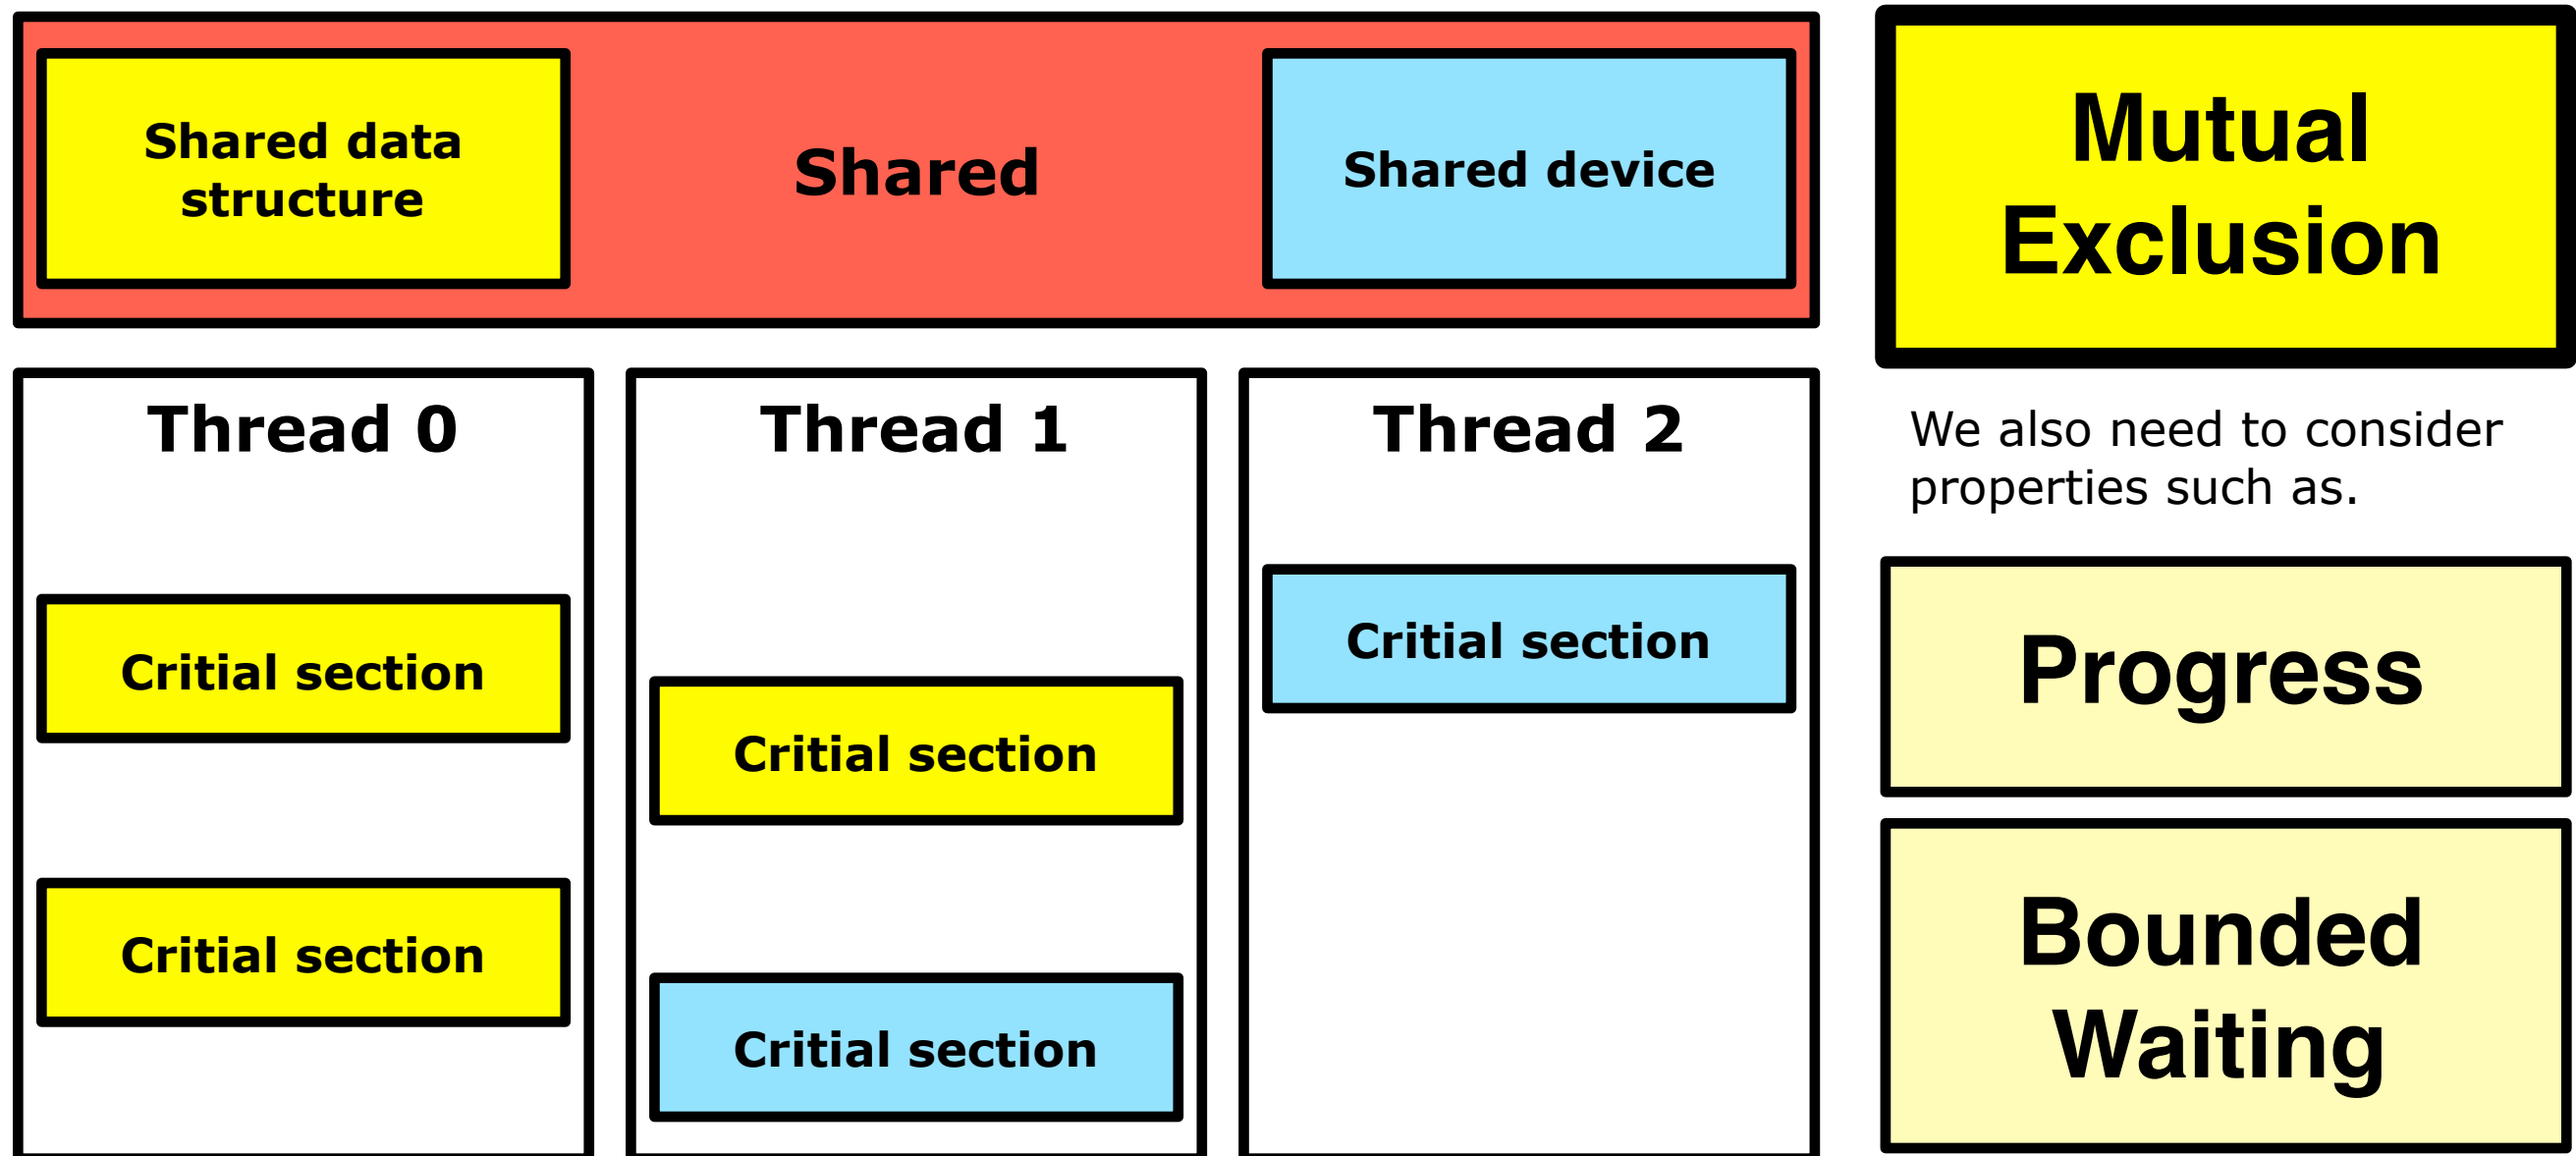 Shared data
structure
Shared
Shared device
Thread 0
Critial section
Critial section
Thread 1
Critial section
Critial section
Thread 2
Critial section
Mutual
Exclusion
We also need to consider
properties such as.
Progress
Bounded
Waiting